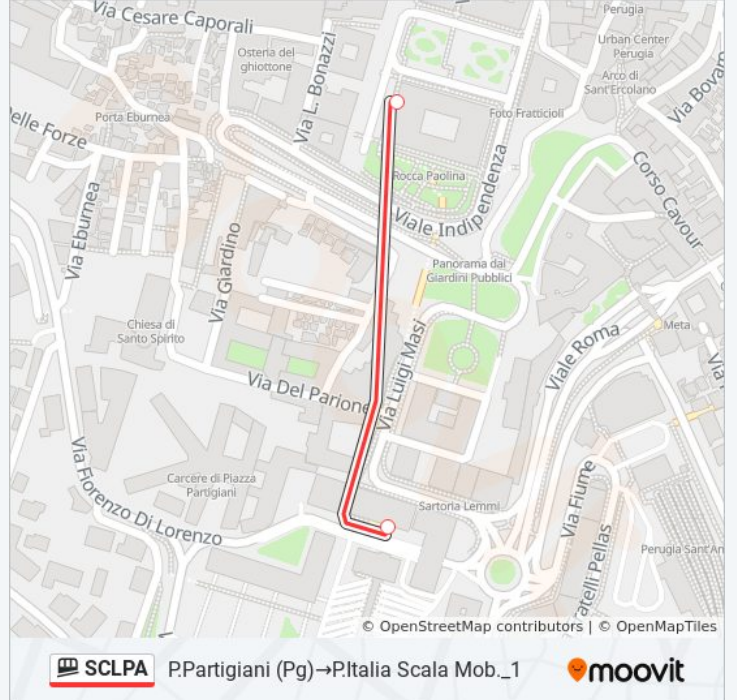 Via Cesare Caporali
Perugia
Osteria del
ghiottone
Via L. Bonazzi
Urban Center
Perugia
Arco di
Sant'Ercolano
Via Bovam
Porta Eburnea
Foto Fratticioli
elle Forze
Corso Cavour
Rocca Paolina
Viale Indipendenza
Via Eburnea
Via Giardino
Panorama dai
Giardini Pubblici
Chiesa di
Santo Spirito
Via Luigi Masi
Viale Roma
Meta
Via
Via Del Parione
Via Fiorenzo Di Lorenzo
Carcere di Piazza
Partigiani
Sartoria Lemmi
Via Fiume
Perugia Sant'An
atelli Pellas
© OpenStreetMap contributors | © OpenMapTiles
SCLPA P.Partigiani (Pg)→P.Italia Scala Mob._1
moovit